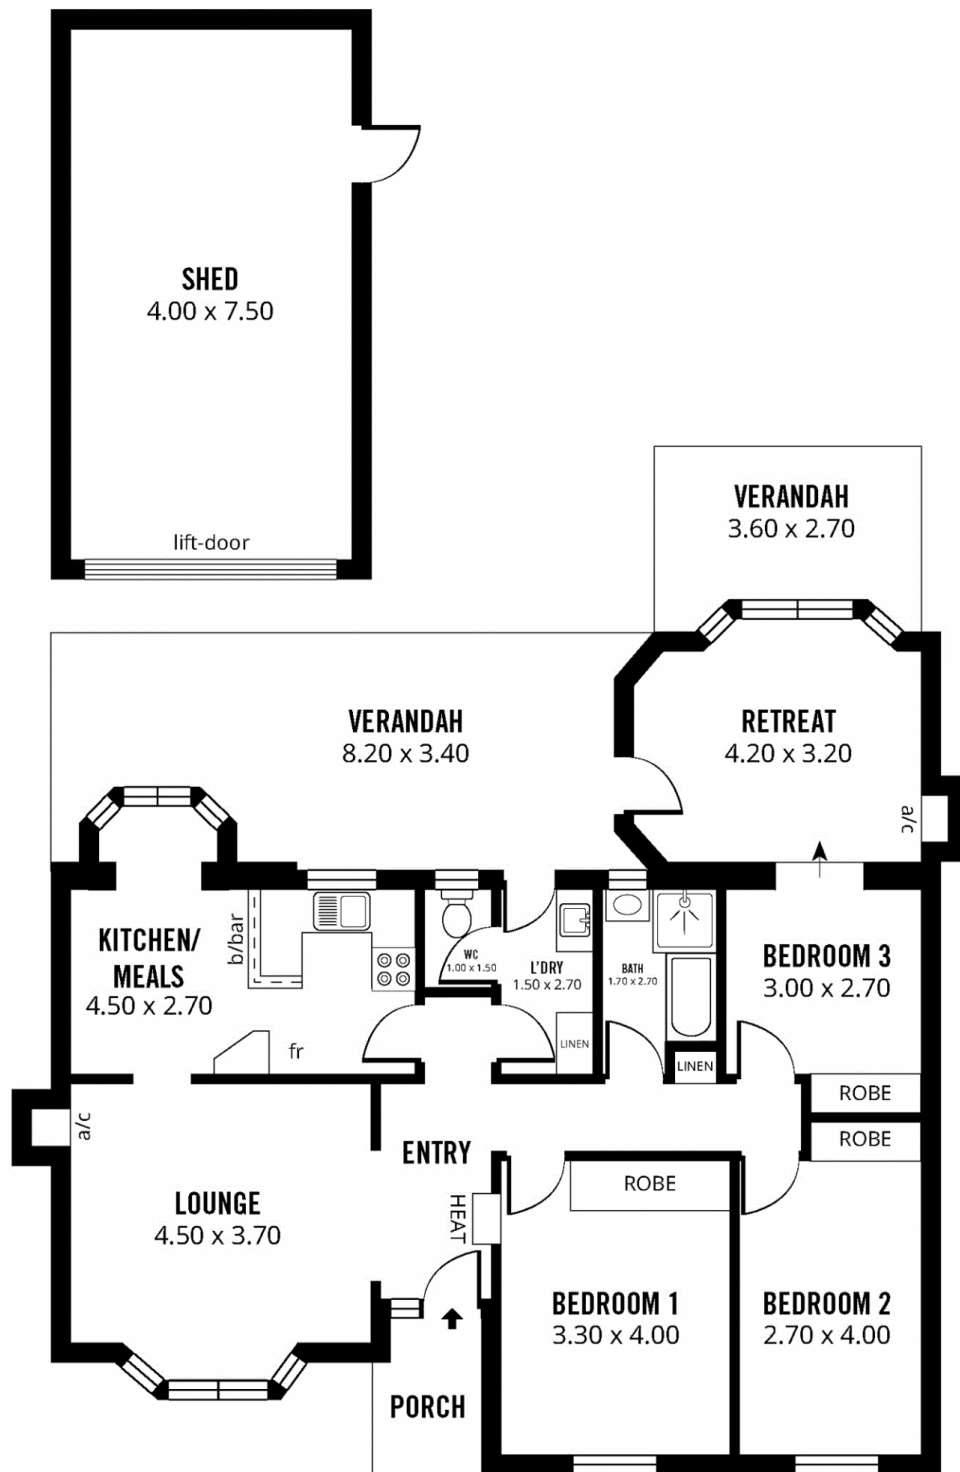 SHED
4.00 x 7.50
lift-door
VERANDAH
3.60 x 2.70
VERANDAH
8.20 x 3.40
RETREAT
4.20 x 3.20
a/c
KITCHEN/
MEALS
4.50 x 2.70
b/bar
fr
WC
1.00 x 1.50
L'DRY
1.50 x 2.70
LINEN
BATH
1.70 x 2.70
LINEN
BEDROOM 3
3.00 x 2.70
ROBE
ROBE
a/c
LOUNGE
4.50 x 3.70
ENTRY
HEAT
ROBE
BEDROOM 1
3.30 x 4.00
BEDROOM 2
2.70 x 4.00
PORCH